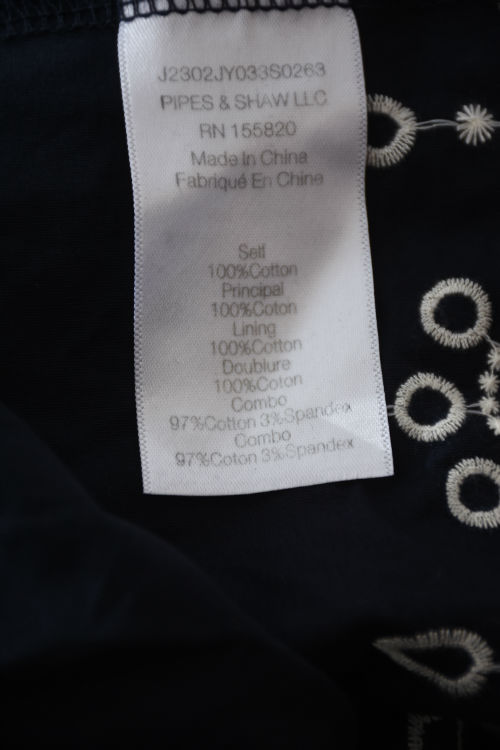 J2302JY033S0263
PIPES & SHAW LLC
RN 155820
Made In China
Fabriqué En Chine
Self
100%Cotton
Principal
100%Coton
Lining
100%Cotton
Doublure
100%Coton
Combo
97%Cotton 3%Spandex
Combo
97%Coton 3%Spandex